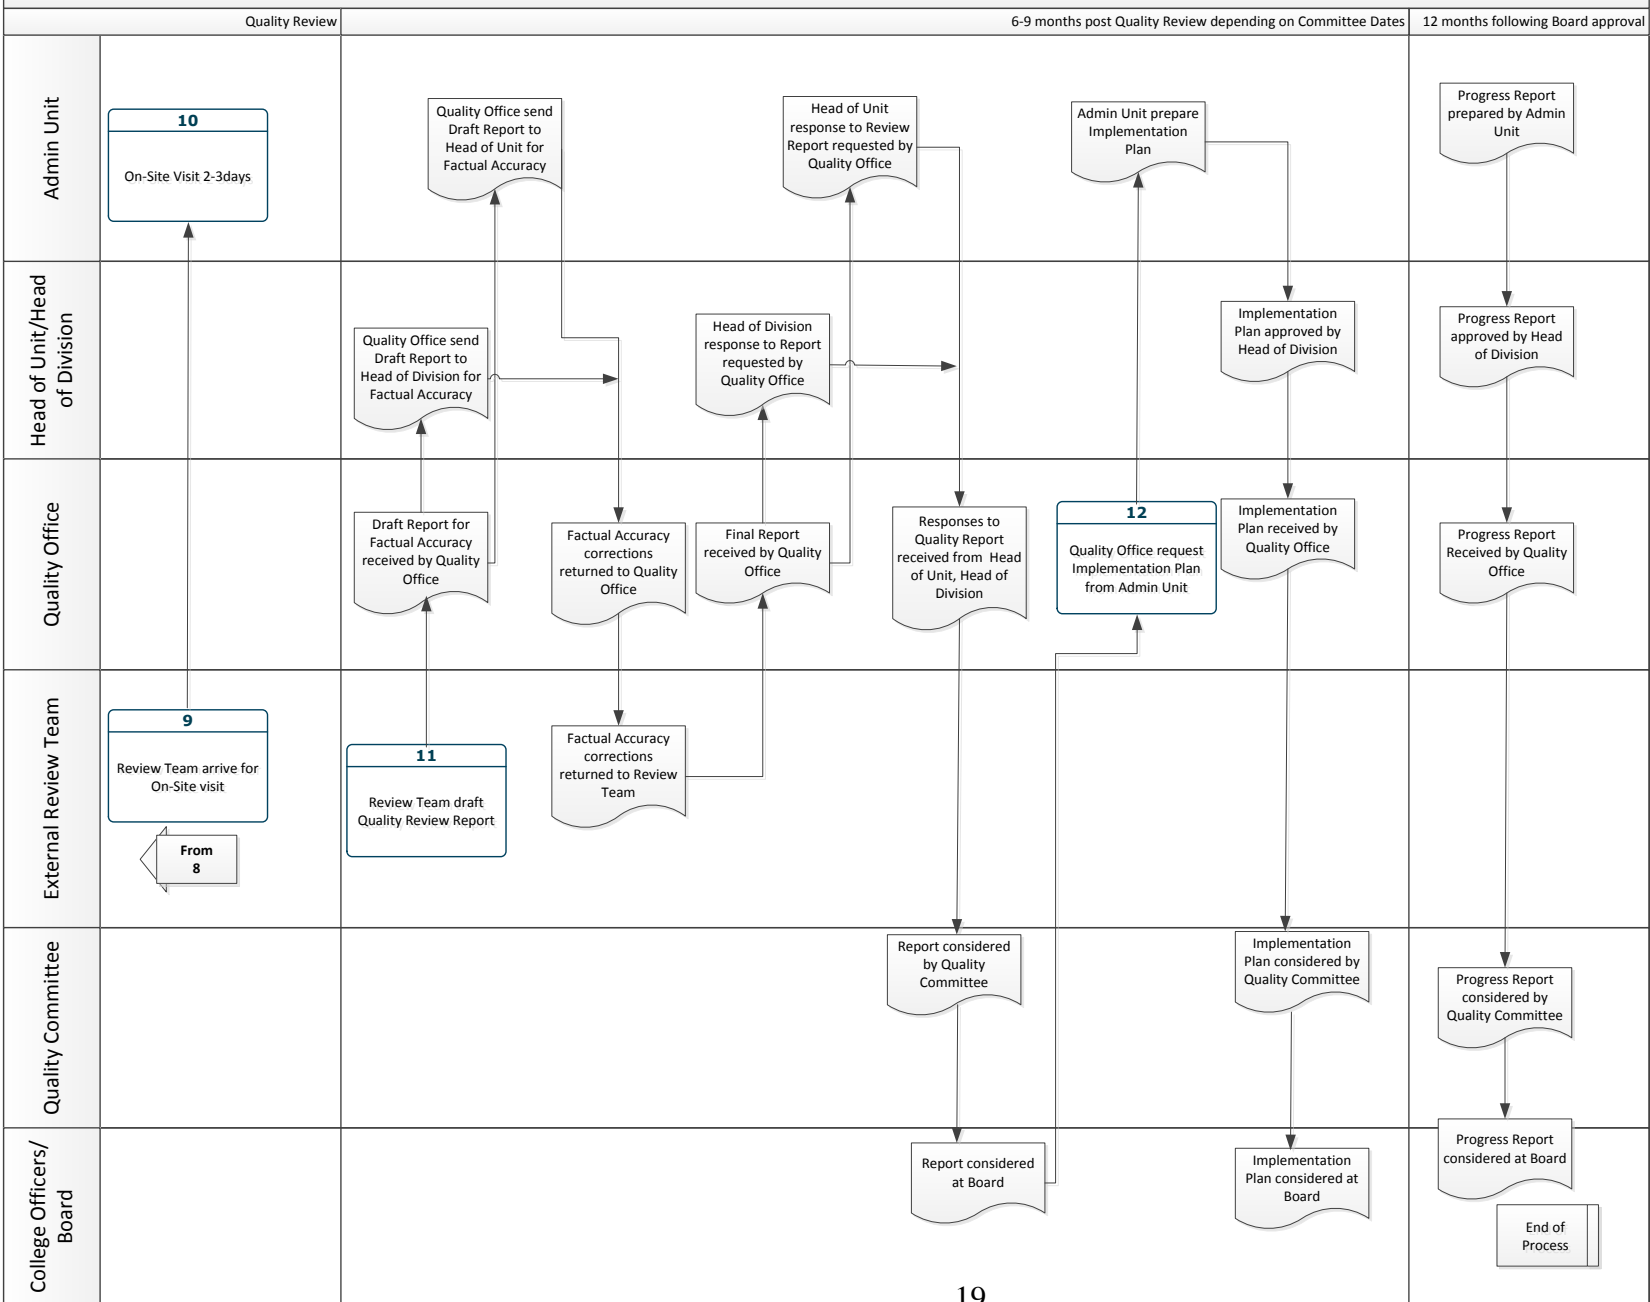 Quality Review
6-9 months post Quality Review depending on Committee Dates
12 months following Board approval
Admin Unit
10
On-Site Visit 2-3days
Quality Office send
Draft Report to
Head of Unit for
Factual Accuracy
Head of Unit
response to Review
Report requested by
Quality Office
Admin Unit prepare
Implementation
Plan
Progress Report
prepared by Admin
Unit
Head of Unit/Head
of Division
Quality Office send
Draft Report to
Head of Division for
Factual Accuracy
Head of Division
response to Report
requested by
Quality Office
Implementation
Plan approved by
Head of Division
Progress Report
approved by Head
of Division
Quality Office
Draft Report for
Factual Accuracy
received by Quality
Office
Factual Accuracy
corrections
returned to Quality
Office
Final Report
received by Quality
Office
Responses to
Quality Report
received from Head
of Unit, Head of
Division
12
Quality Office request
Implementation Plan
from Admin Unit
Implementation
Plan received by
Quality Office
Progress Report
Received by Quality
Office
External Review Team
9
Review Team arrive for
On-Site visit
From
8
11
Review Team draft
Quality Review Report
Factual Accuracy
corrections
returned to Review
Team
Quality Committee
Report considered
by Quality
Committee
Implementation
Plan considered by
Quality Committee
Progress Report
considered by
Quality Committee
College Officers/
Board
Report considered
at Board
Implementation
Plan considered at
Board
Progress Report
considered at Board
End of
Process
19